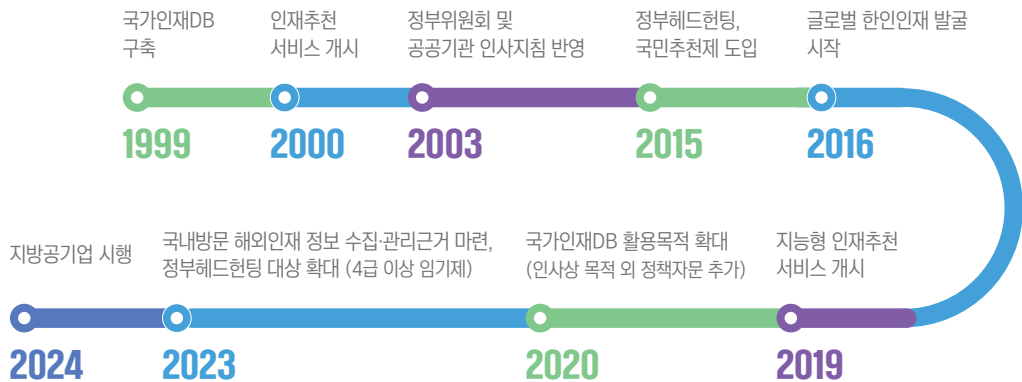 국가인재DB
구축
1999
인재추천
서비스 개시
2000
정부위원회 및
공공기관 인사지침 반영
2003
정부헤드헌팅,
국민추천제 도입
2015
글로벌 한인인재 발굴
시작
2016
지능형 인재추천
서비스 개시
2019
국가인재DB 활용목적 확대
(인사상 목적 외 정책자문 추가)
2020
국내방문 해외인재 정보 수집·관리근거 마련,
정부헤드헌팅 대상 확대 (4급 이상 임기제)
2023
지방공기업 시행
2024